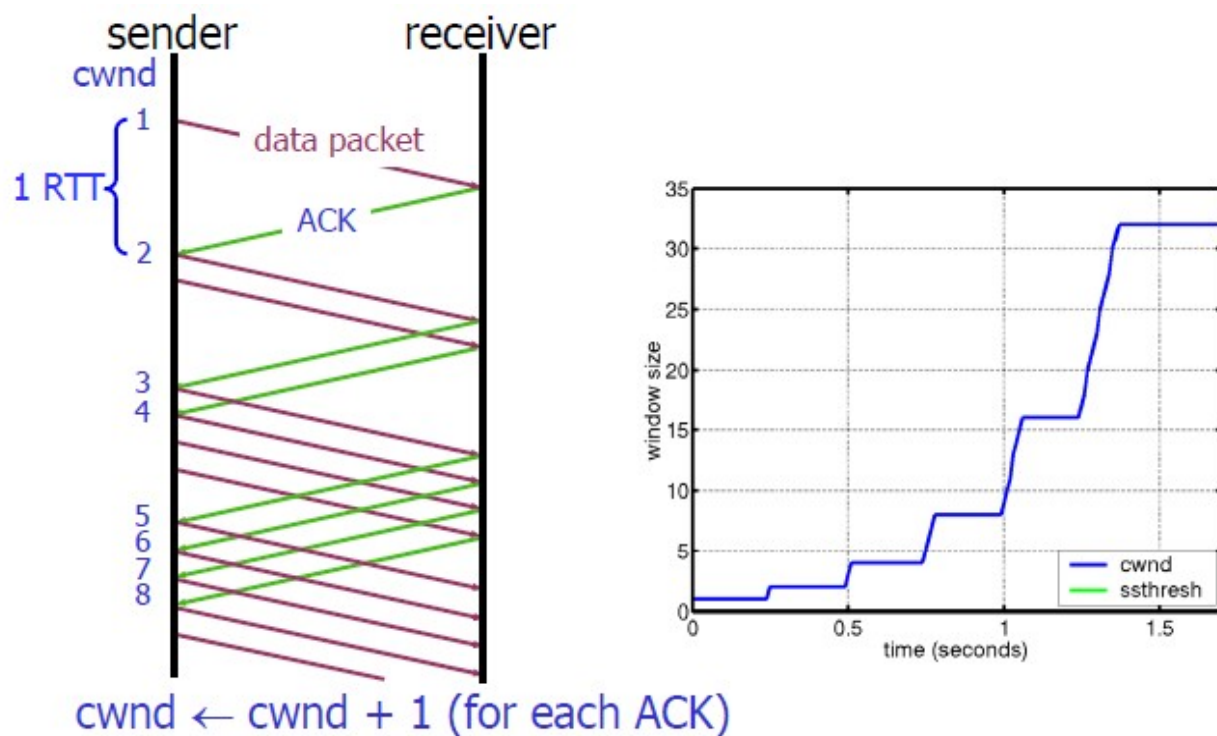 sender
receiver
cwnd
1
data packet
1 RTT
ACK
2
3
4
5
6
7
8
cwnd ← cwnd + 1 (for each ACK)
35
30
25
20
15
10
5
0
window size
0
0.5
1
1.5
time (seconds)
cwnd
ssthresh